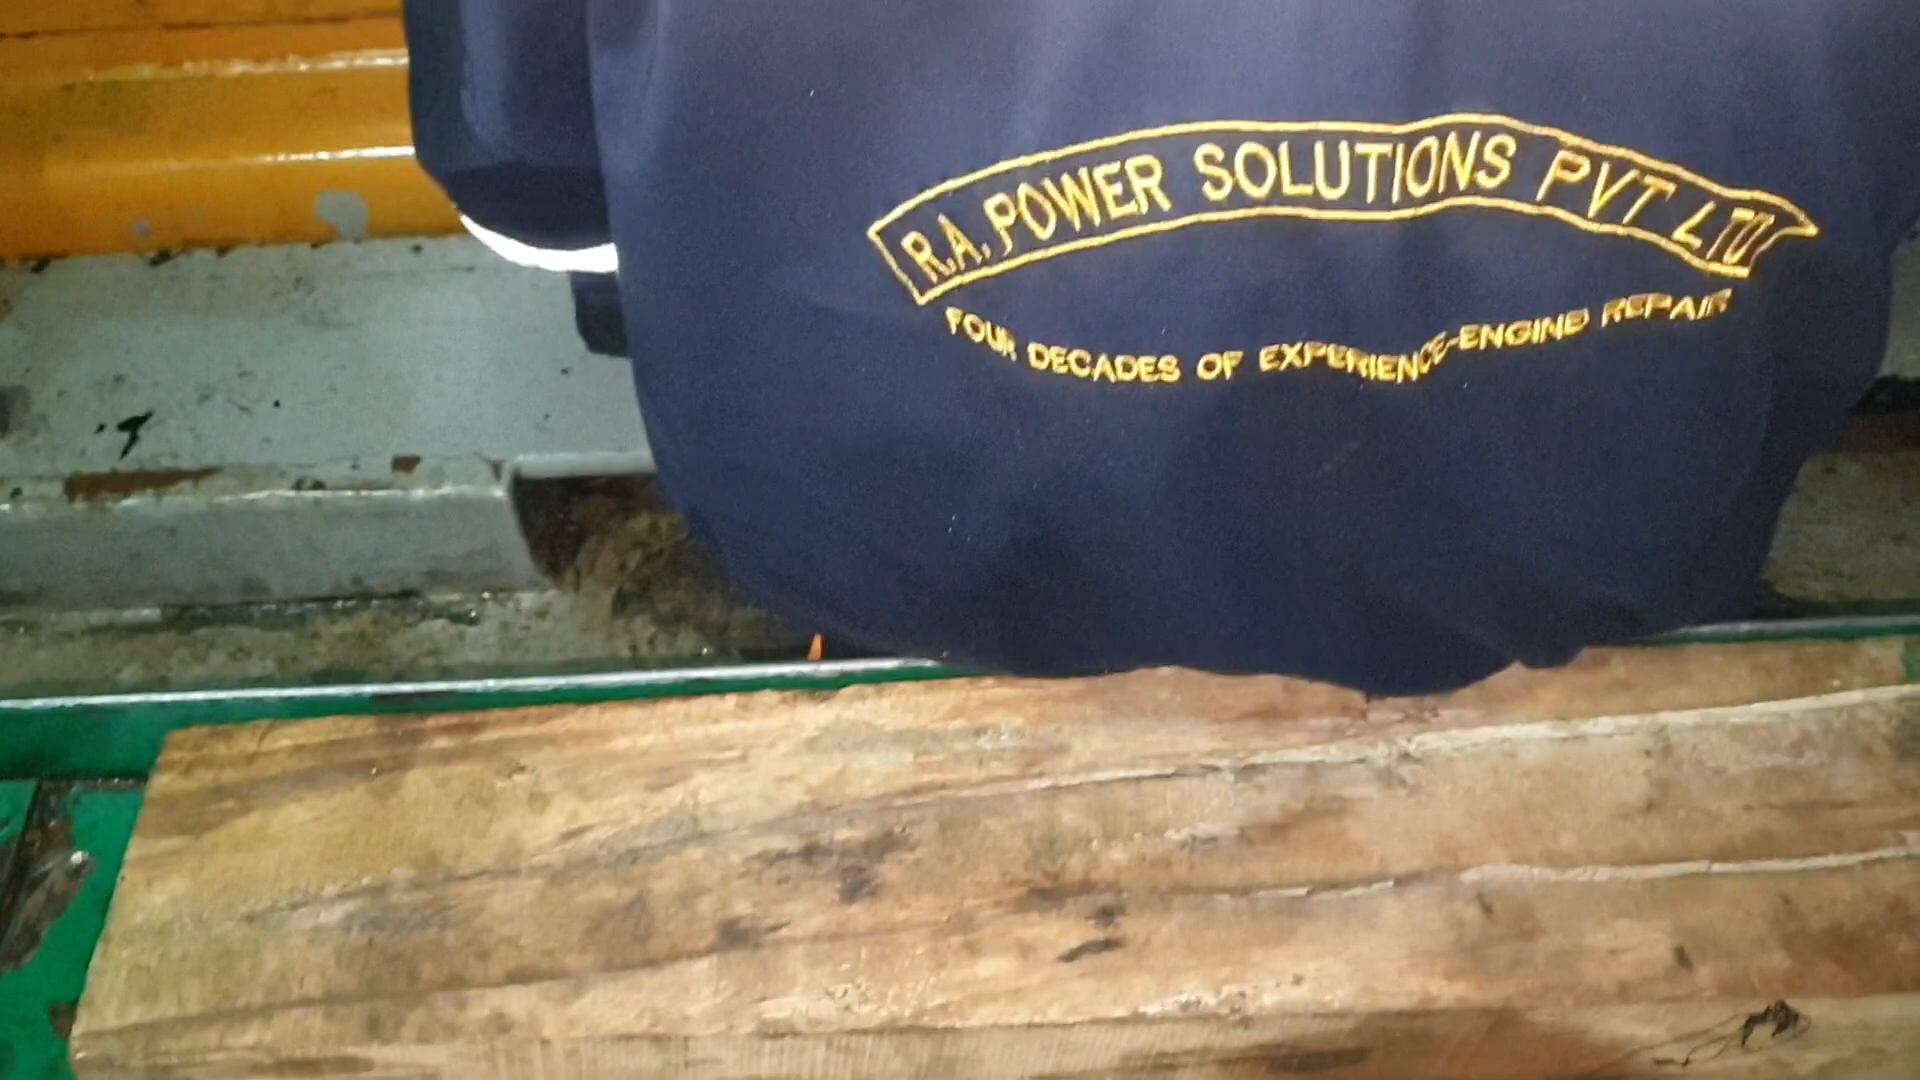 R.A. POWER SOLUTIONS PVT LTD
FOUR DECADES OF EXPERIENCE-ENGINE REPAIR